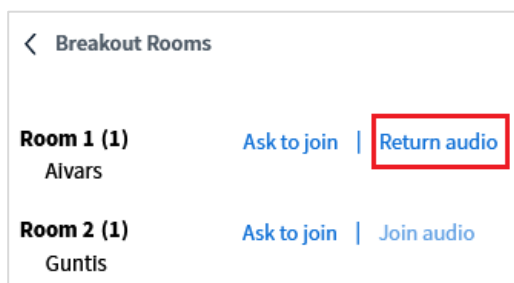 Breakout Rooms
Room 1 (1) Ask to join | Return audio
Aivars
Room 2 (1) Ask to join | Join audio
Guntis